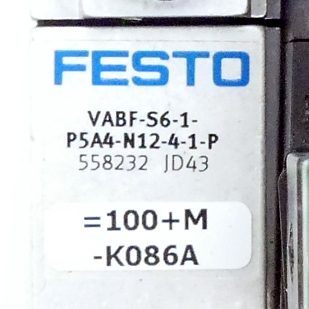 FESTO
VABF-S6-1-
P5A4-N12-4-1-P
558232 JD43
=100+M
-K086A